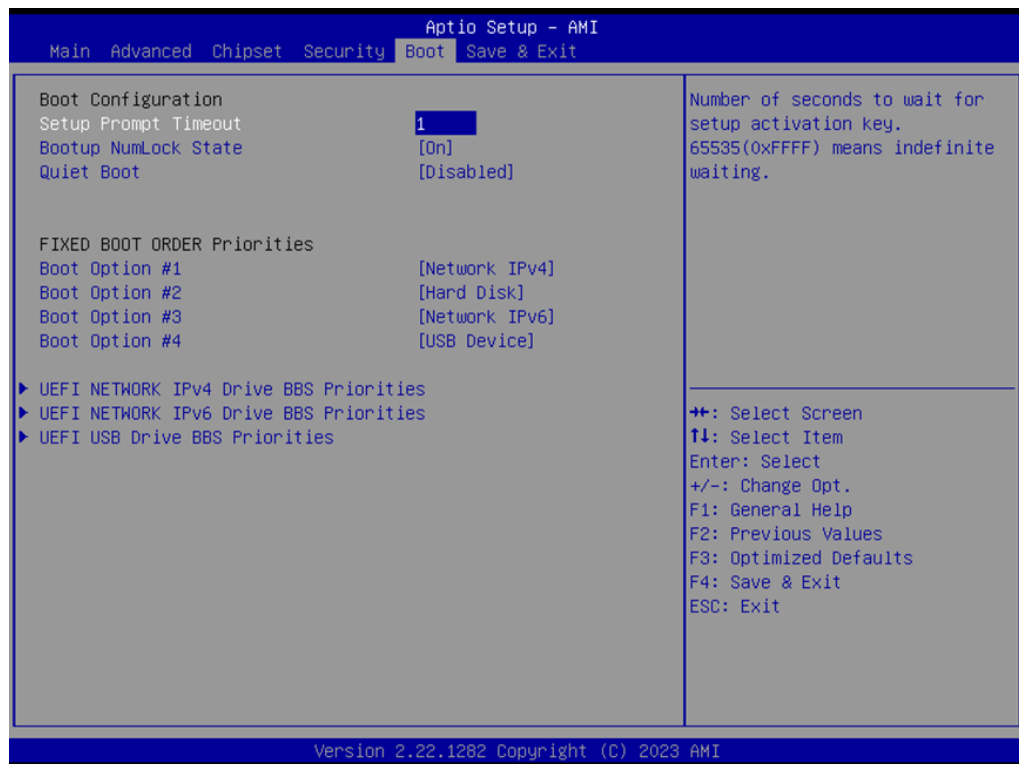 Aptio Setup – AMI
Main Advanced Chipset Security Boot Save & Exit
Boot Configuration
Setup Prompt Timeout 1
Bootup NumLock State [On]
Quiet Boot [Disabled]
FIXED BOOT ORDER Priorities
Boot Option #1 [Network IPv4]
Boot Option #2 [Hard Disk]
Boot Option #3 [Network IPv6]
Boot Option #4 [USB Device]
UEFI NETWORK IPv4 Drive BBS Priorities
UEFI NETWORK IPv6 Drive BBS Priorities
UEFI USB Drive BBS Priorities
Number of seconds to wait for
setup activation key.
65535(0xFFFF) means indefinite
waiting.
→←: Select Screen
↑↓: Select Item
Enter: Select
+/-: Change Opt.
F1: General Help
F2: Previous Values
F3: Optimized Defaults
F4: Save & Exit
ESC: Exit
Version 2.22.1282 Copyright (C) 2023 AMI